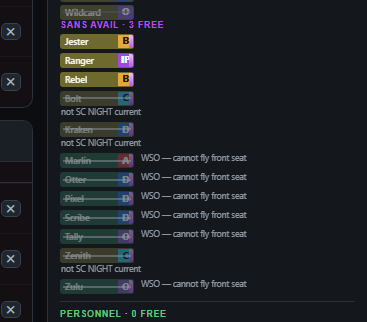 Wildcard
SANS AVAIL · 3 FREE
Jester B
Ranger IP
Rebel B
Bolt C
not SC NIGHT current
Kraken D
not SC NIGHT current
Marlin A WSO — cannot fly front seat
Otter D WSO — cannot fly front seat
Pixel D WSO — cannot fly front seat
Scribe D WSO — cannot fly front seat
Tally WSO — cannot fly front seat
Zenith C
not SC NIGHT current
Zulu D WSO — cannot fly front seat
PERSONNEL · 0 FREE